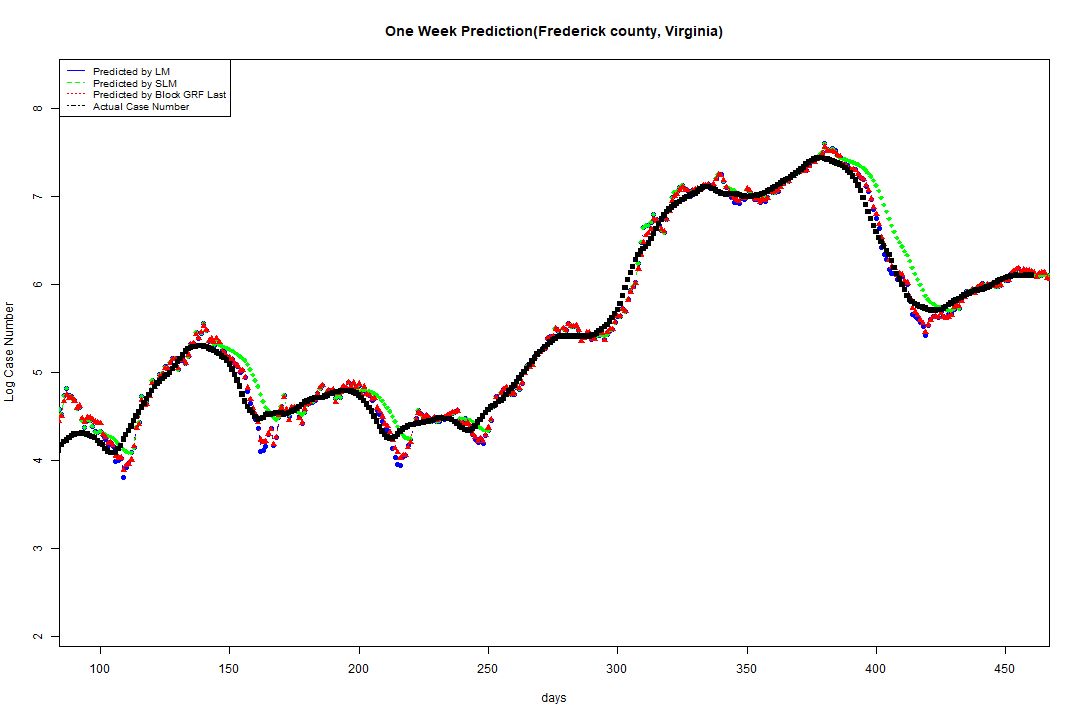 One Week Prediction(Frederick county, Virginia)
Predicted by LM
Predicted by SLM
Predicted by Block GRF Last
Actual Case Number
8
7
6
5
4
3
2
Log Case Number
100 150 200 250 300 350 400 450
days